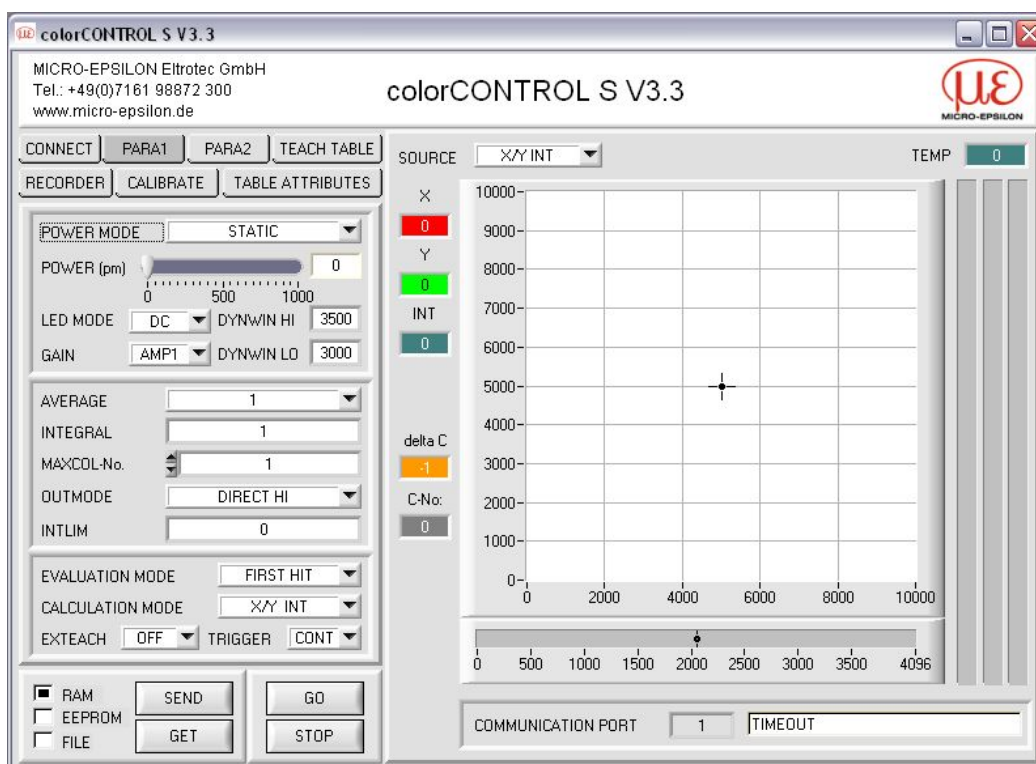 colorCONTROL S V3.3
MICRO-EPSILON Eltrotec GmbH
Tel.: +49(0)7161 98872 300
www.micro-epsilon.de
colorCONTROL S V3.3
με
MICRO-EPSILON
CONNECT PARA1 PARA2 TEACH TABLE
RECORDER CALIBRATE TABLE ATTRIBUTES
POWER MODE STATIC
POWER (pm) 0
0 500 1000
LED MODE DC DYNWIN HI 3500
GAIN AMP1 DYNWIN LO 3000
AVERAGE 1
INTEGRAL 1
MAXCOL-No. 1
OUTMODE DIRECT HI
INTLIM 0
EVALUATION MODE FIRST HIT
CALCULATION MODE X/Y INT
EXTEACH OFF TRIGGER CONT
RAM
EEPROM
FILE
SEND
GET
GO
STOP
SOURCE X/Y INT
TEMP 0
X
0
Y
0
INT
0
delta C
-1
C-No:
0
10000
9000
8000
7000
6000
5000
4000
3000
2000
1000
0
0 2000 4000 6000 8000 10000
0 500 1000 1500 2000 2500 3000 3500 4096
COMMUNICATION PORT 1 TIMEOUT